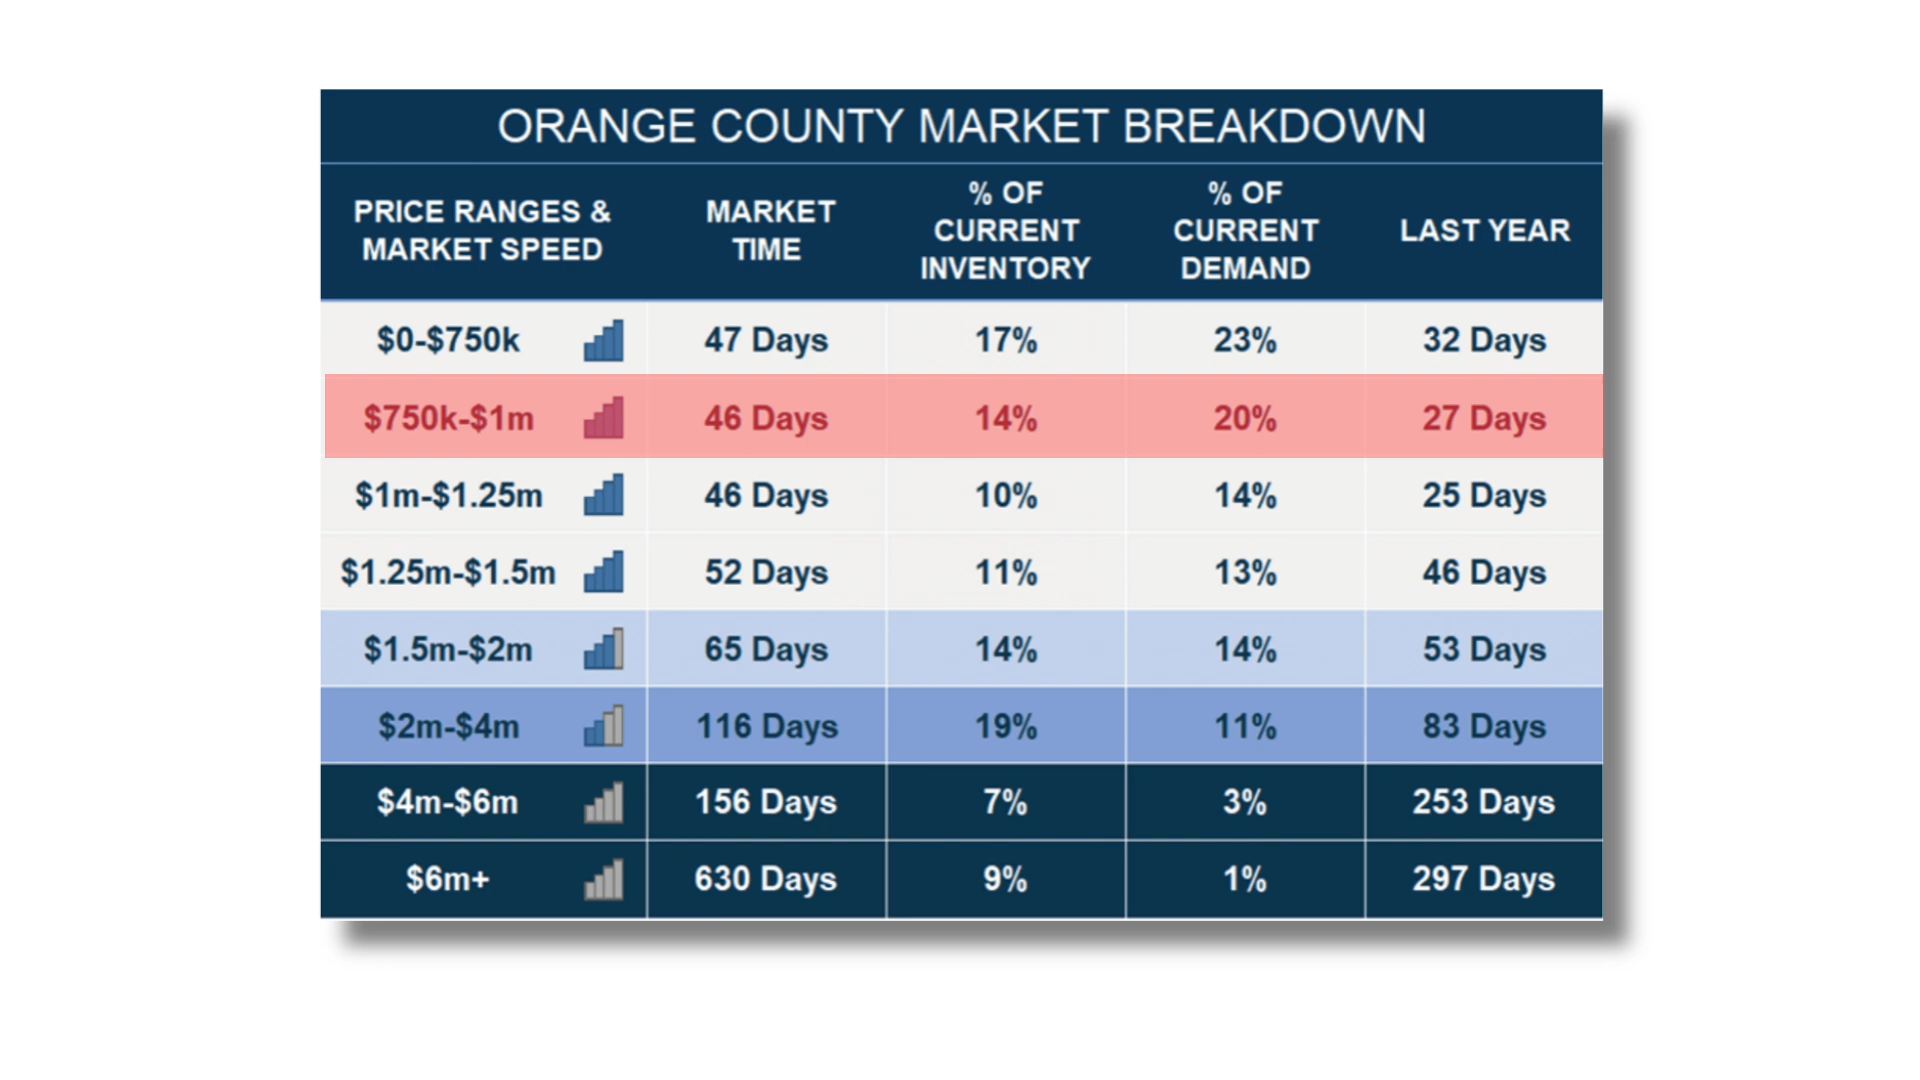 ORANGE COUNTY MARKET BREAKDOWN
PRICE RANGES & MARKET SPEED | MARKET TIME | % OF CURRENT INVENTORY | % OF CURRENT DEMAND | LAST YEAR
$0-$750k 47 Days 17% 23% 32 Days
$750k-$1m 46 Days 14% 20% 27 Days
$1m-$1.25m 46 Days 10% 14% 25 Days
$1.25m-$1.5m 52 Days 11% 13% 46 Days
$1.5m-$2m 65 Days 14% 14% 53 Days
$2m-$4m 116 Days 19% 11% 83 Days
$4m-$6m 156 Days 7% 3% 253 Days
$6m+ 630 Days 9% 1% 297 Days